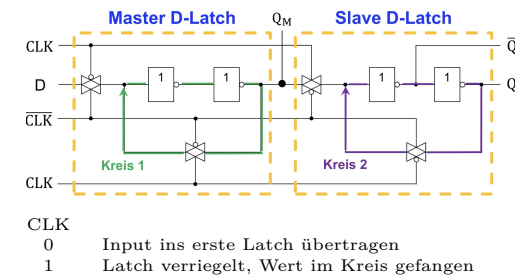 Master D-Latch Q_M Slave D-Latch
CLK Q̅
D 1 1 1 1 Q
C̅L̅K̅
Kreis 1 Kreis 2
CLK
CLK
0 Input ins erste Latch übertragen
1 Latch verriegelt, Wert im Kreis gefangen